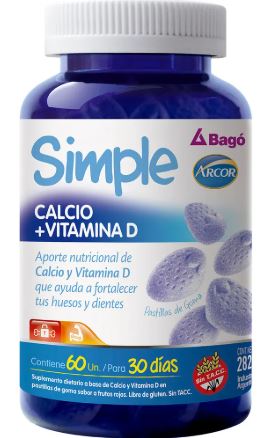 Bagó
Simple
ARCOR
CALCIO
+VITAMINA D
Aporte nutricional de
Calcio y Vitamina D
que ayuda a fortalecer
tus huesos y dientes
Pastillas de Goma
Contiene 60 Un. / Para 30 días
Sin T.A.C.C.
282
Industria
Suplemento dietario a base de Calcio y Vitamina D en
pastillas de goma sabor a frutos rojos. Libre de gluten. Sin TACC.